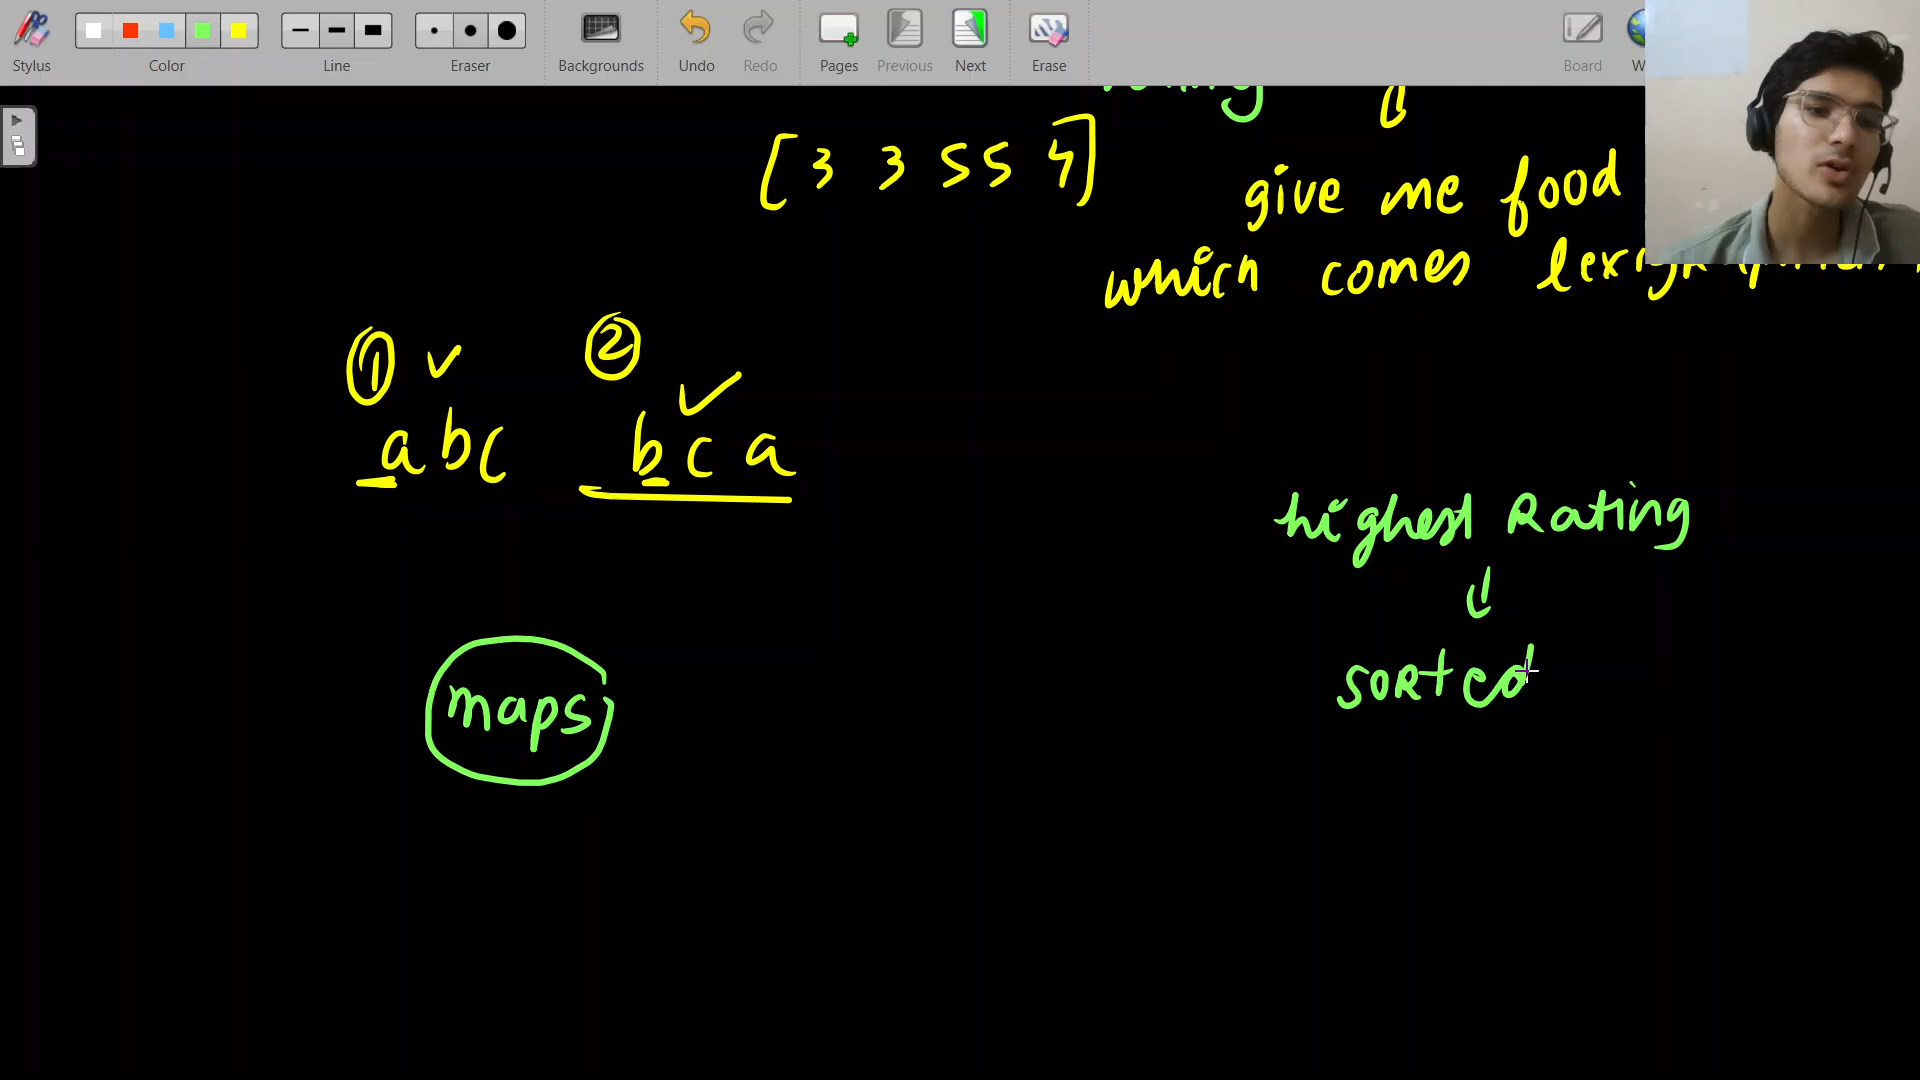 Stylus Color Line Eraser Backgrounds Undo Redo Pages Previous Next Erase Board W
[3 3 5 5 4]
give me food
which comes
① ✓ ② ✓
abc bca
highest Rating
sorted
maps